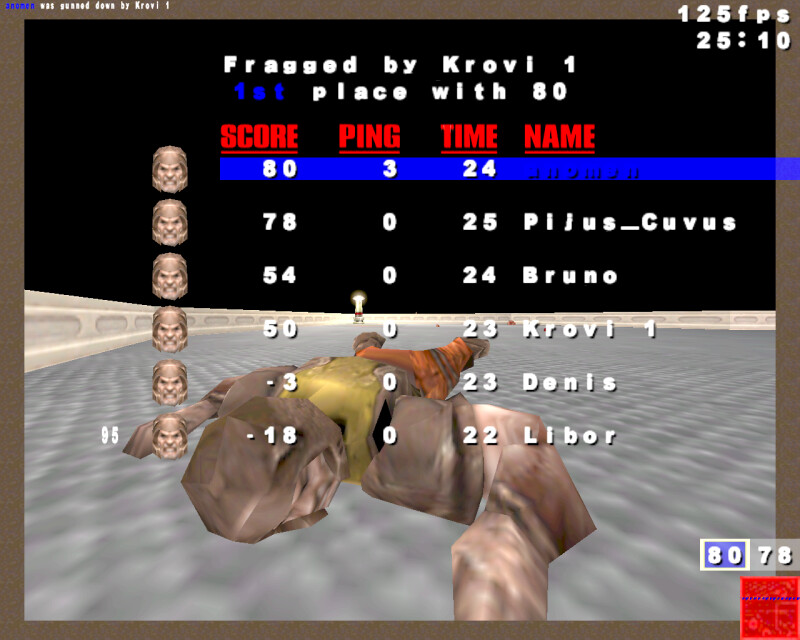 anomen was gunned down by Krovi 1
125fps
25:10
Fragged by Krovi 1
1st place with 80
SCORE PING TIME NAME
80 3 24 anomen
78 0 25 Pijus_Cuvus
54 0 24 Bruno
50 0 23 Krovi 1
-3 0 23 Denis
95 -18 0 22 Libor
80 78